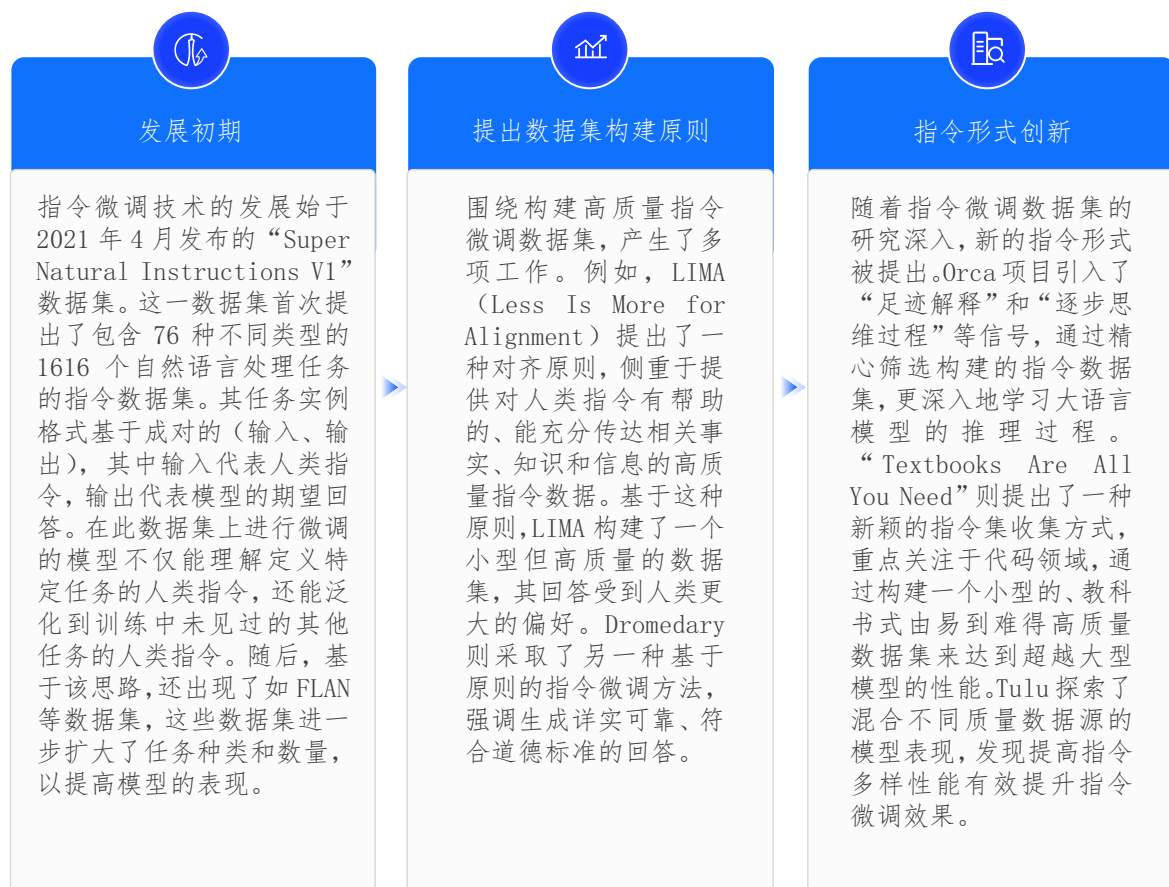 发展初期
指令微调技术的发展始于
2021 年 4 月发布的“Super
Natural Instructions V1”
数据集。这一数据集首次提
出了包含 76 种不同类型的
1616 个自然语言处理任务
的指令数据集。其任务实例
格式基于成对的（输入、输
出），其中输入代表人类指
令，输出代表模型的期望回
答。在此数据集上进行微调
的模型不仅能理解定义特
定任务的人类指令，还能泛
化到训练中未见过的其他
任务的人类指令。随后，基
于该思路，还出现了如 FLAN
等数据集，这些数据集进一
步扩大了任务种类和数量，
以提高模型的表现。
提出数据集构建原则
围绕构建高质量指令
微调数据集，产生了多
项工作。例如，LIMA
（Less Is More for
Alignment）提出了一
种对齐原则，侧重于提
供对人类指令有帮助
的、能充分传达相关事
实、知识和信息的高质
量指令数据。基于这种
原则，LIMA 构建了一个
小型但高质量的数据
集，其回答受到人类更
大的偏好。Dromedary
则采取了另一种基于
原则的指令微调方法，
强调生成详实可靠、符
合道德标准的回答。
指令形式创新
随着指令微调数据集的
研究深入，新的指令形式
被提出。Orca 项目引入了
“足迹解释”和“逐步思
维过程”等信号，通过精
心筛选构建的指令数据
集，更深入地学习大语言
模型的推理过程。
“Textbooks Are All
You Need”则提出了一种
新颖的指令集收集方式，
重点关注于代码领域，通
过构建一个小型的、教科
书式由易到难得高质量
数据集来达到超越大型
模型的性能。Tulu 探索了
混合不同质量数据源的
模型表现，发现提高指令
多样性能有效提升指令
微调效果。